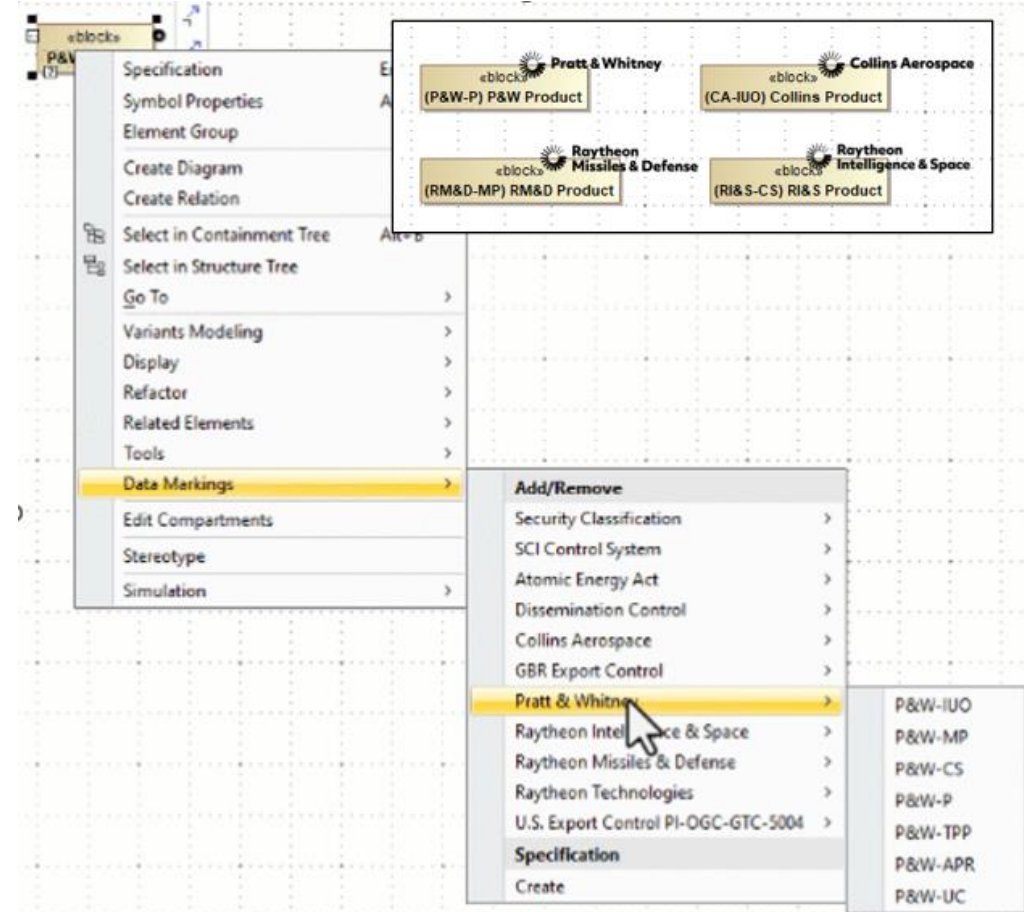 «block»
(?)
Specification
Symbol Properties
Element Group
Create Diagram
Create Relation
Select in Containment Tree
Select in Structure Tree
Go To
Variants Modeling
Display
Refactor
Related Elements
Tools
Data Markings
Edit Compartments
Stereotype
Simulation
Pratt & Whitney
«block»
(P&W-P) P&W Product
Collins Aerospace
«block»
(CA-IUO) Collins Product
Raytheon
Missiles & Defense
«block»
(RM&D-MP) RM&D Product
Raytheon
Intelligence & Space
«block»
(RI&S-CS) RI&S Product
Add/Remove
Security Classification
SCI Control System
Atomic Energy Act
Dissemination Control
Collins Aerospace
GBR Export Control
Pratt & Whitney
Raytheon Intelligence & Space
Raytheon Missiles & Defense
Raytheon Technologies
U.S. Export Control PI-OGC-GTC-5004
Specification
Create
P&W-IUO
P&W-MP
P&W-CS
P&W-P
P&W-TPP
P&W-APR
P&W-UC